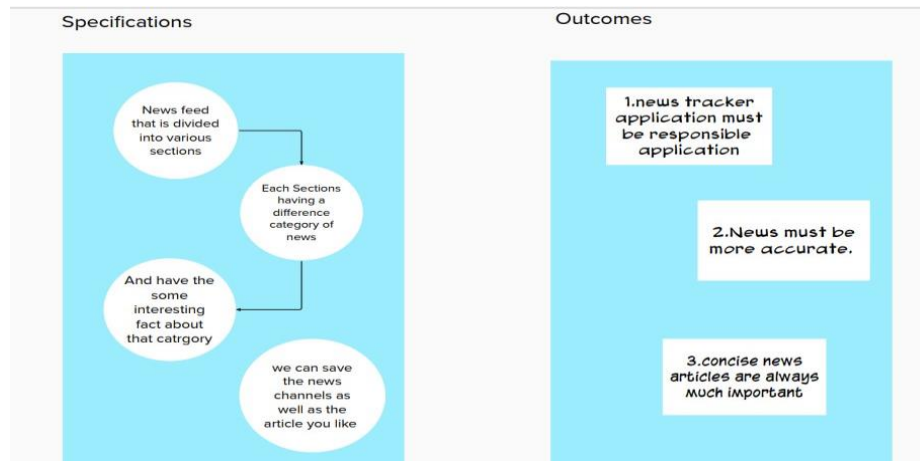 Specifications
News feed
that is divided
into various
sections
Each Sections
having a
difference
category of
news
And have the
some
interesting
fact about
that catrgory
we can save
the news
channels as
well as the
article you like
Outcomes
1.news tracker
application must
be responsible
application
2.News must be
more accurate.
3.concise news
articles are always
much important